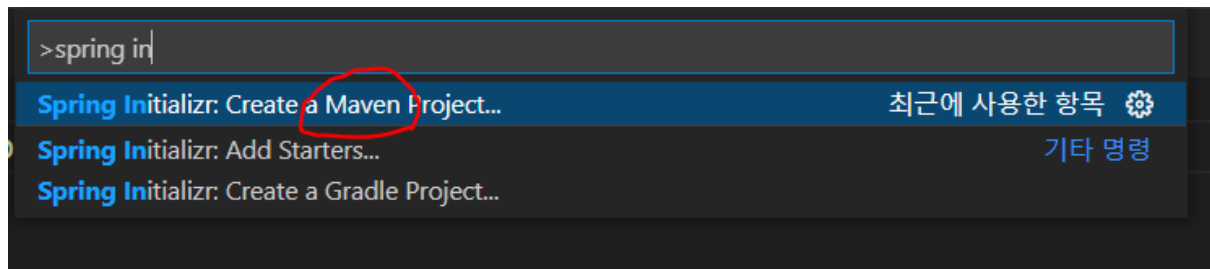 >spring in
Spring Initializr: Create a Maven Project... 최근에 사용한 항목
Spring Initializr: Add Starters... 기타 명령
Spring Initializr: Create a Gradle Project...